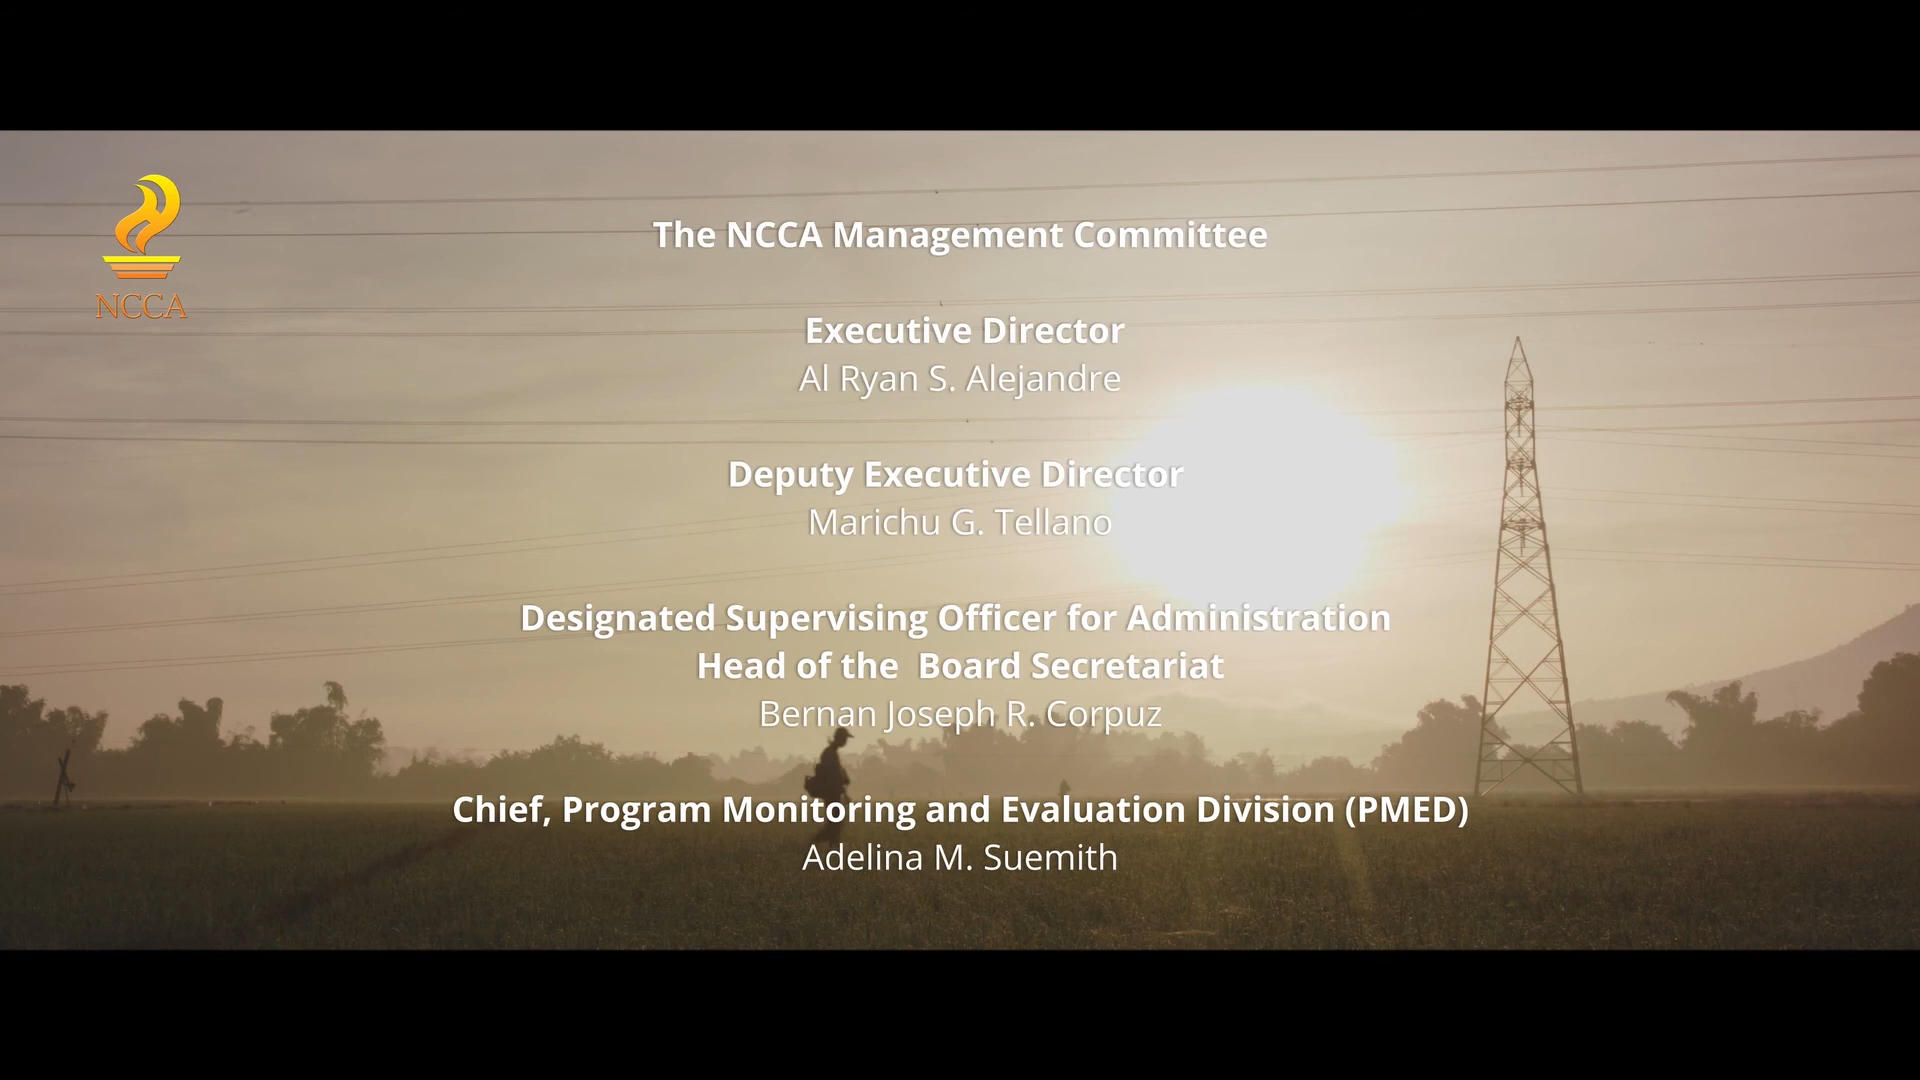 NCCA
The NCCA Management Committee
Executive Director
Al Ryan S. Alejandre
Deputy Executive Director
Marichu G. Tellano
Designated Supervising Officer for Administration
Head of the  Board Secretariat
Bernan Joseph R. Corpuz
Chief, Program Monitoring and Evaluation Division (PMED)
Adelina M. Suemith